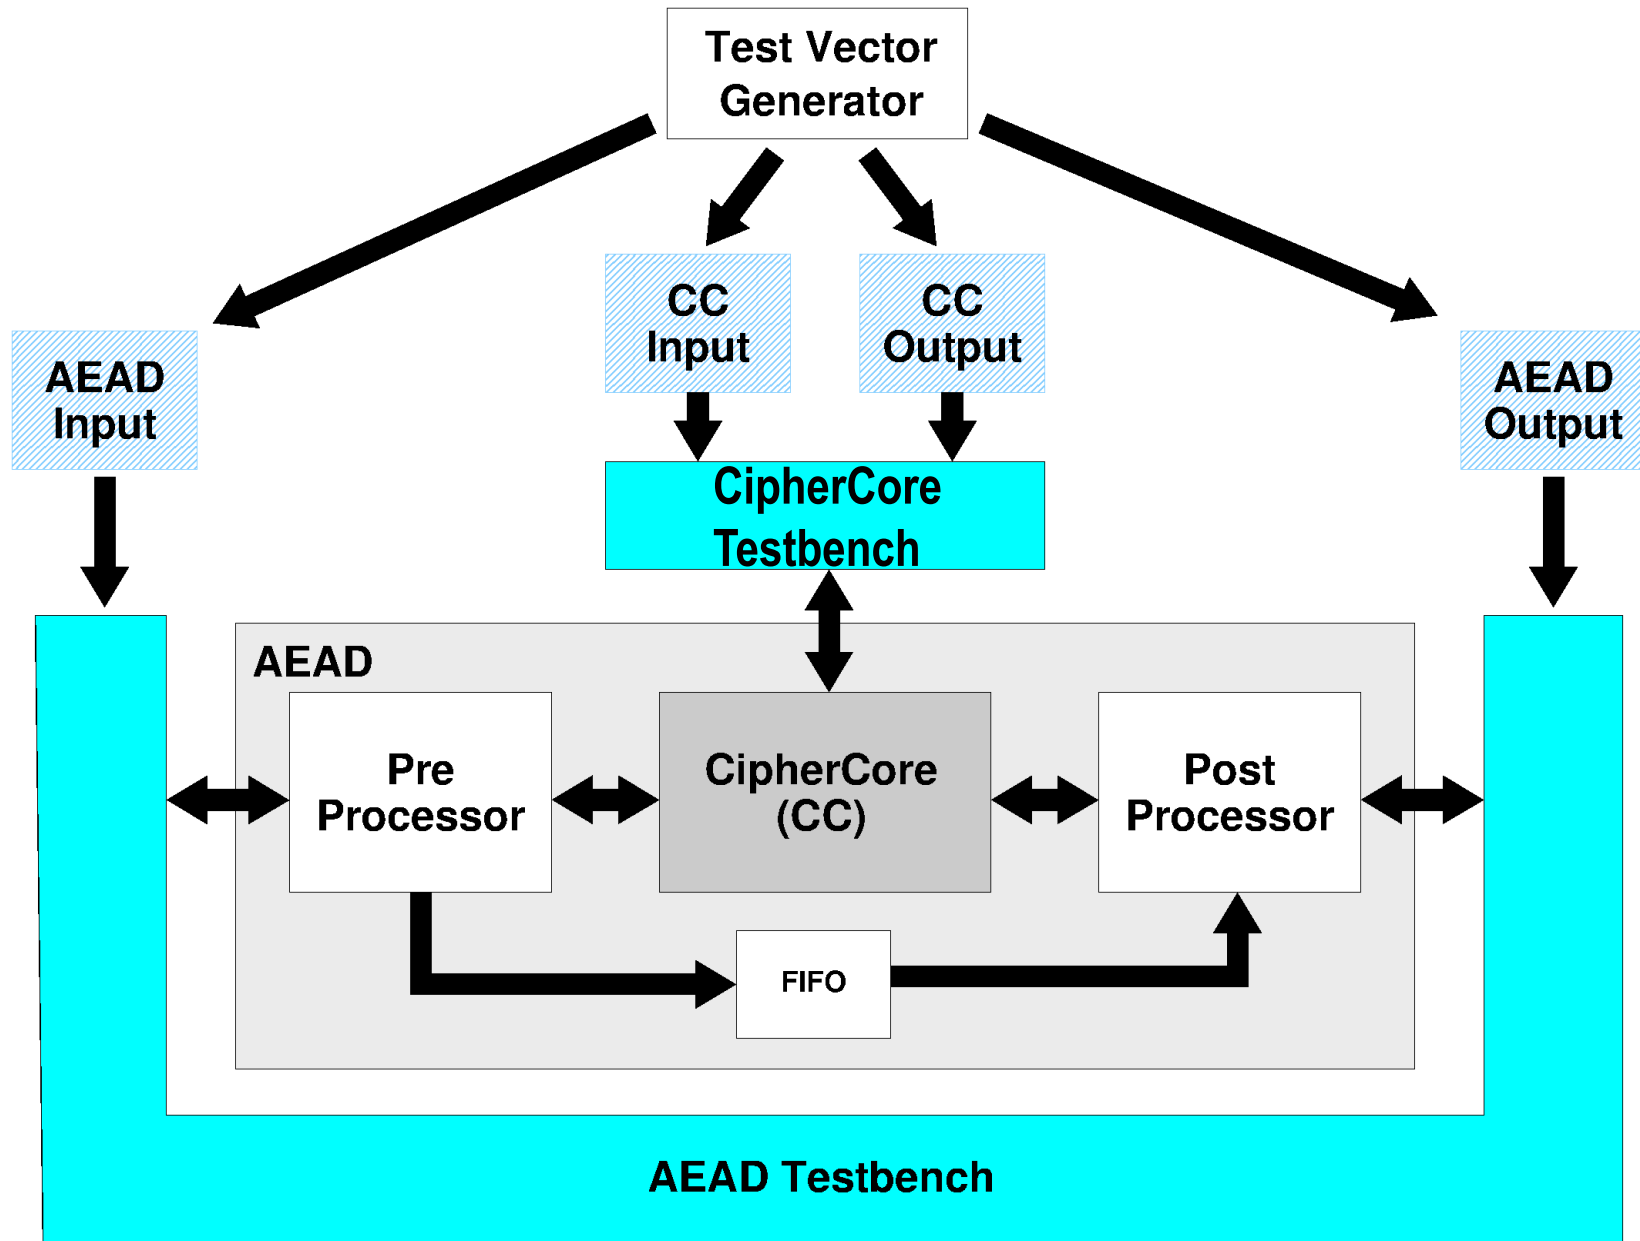 Test Vector
Generator
CC
Input
CC
Output
AEAD
Input
AEAD
Output
CipherCore
Testbench
AEAD
Pre
Processor
CipherCore
(CC)
Post
Processor
FIFO
AEAD Testbench